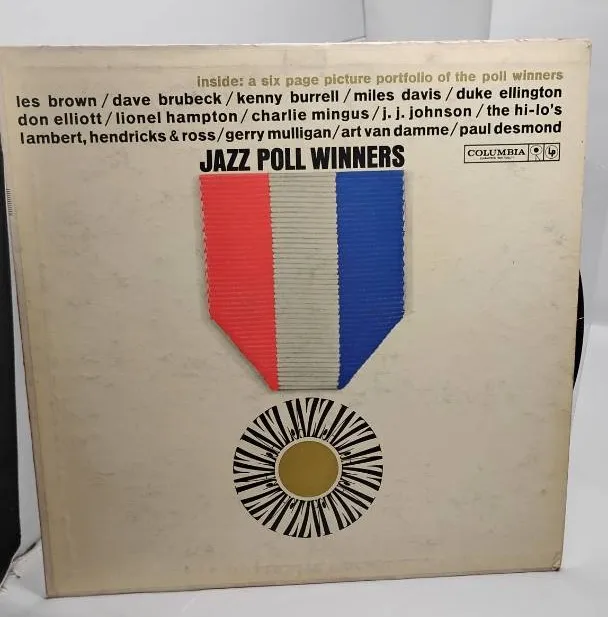 inside: a six page picture portfolio of the poll winners
les brown / dave brubeck / kenny burrell / miles davis / duke ellington
don elliott / lionel hampton / charlie mingus / j. j. johnson / the hi-lo's
lambert, hendricks & ross / gerry mulligan / art van damme / paul desmond
JAZZ POLL WINNERS
COLUMBIA
JAZZ